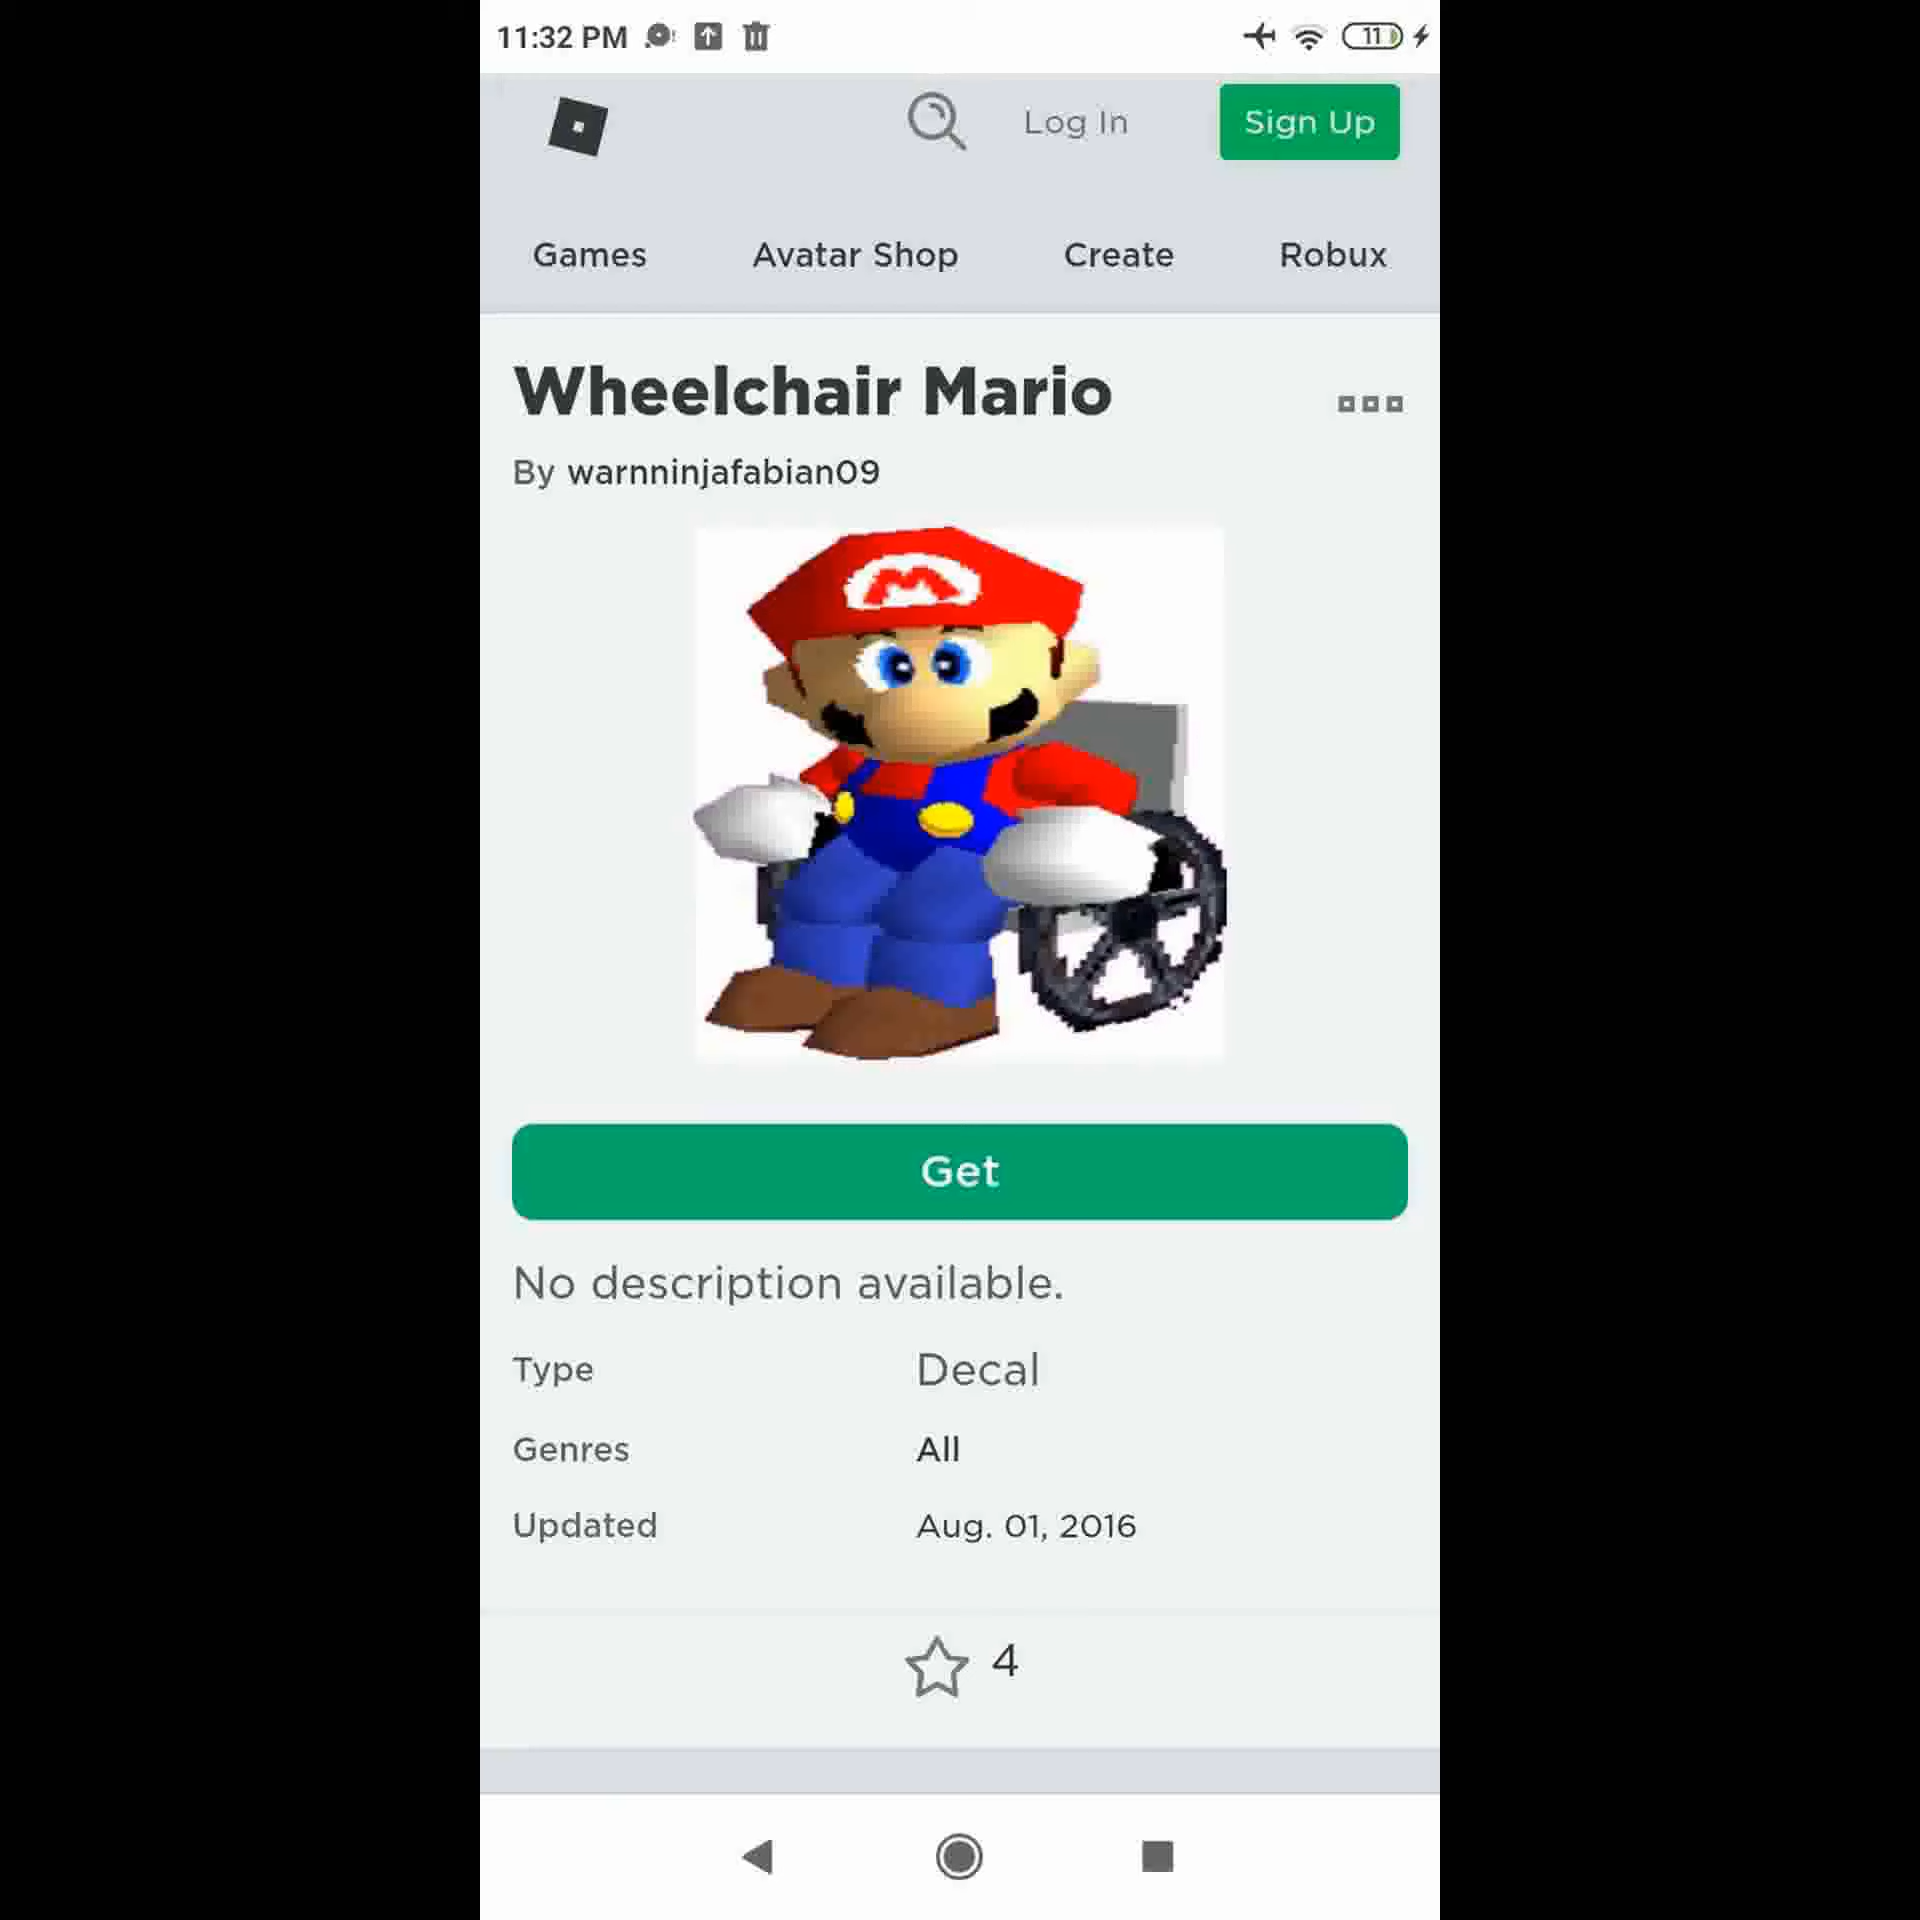 11:32 PM
11
Log In
Sign Up
Games
Avatar Shop
Create
Robux
Wheelchair Mario
By warnninjafabian09
M
Get
No description available.
Type
Decal
Genres
All
Updated
Aug. 01, 2016
4